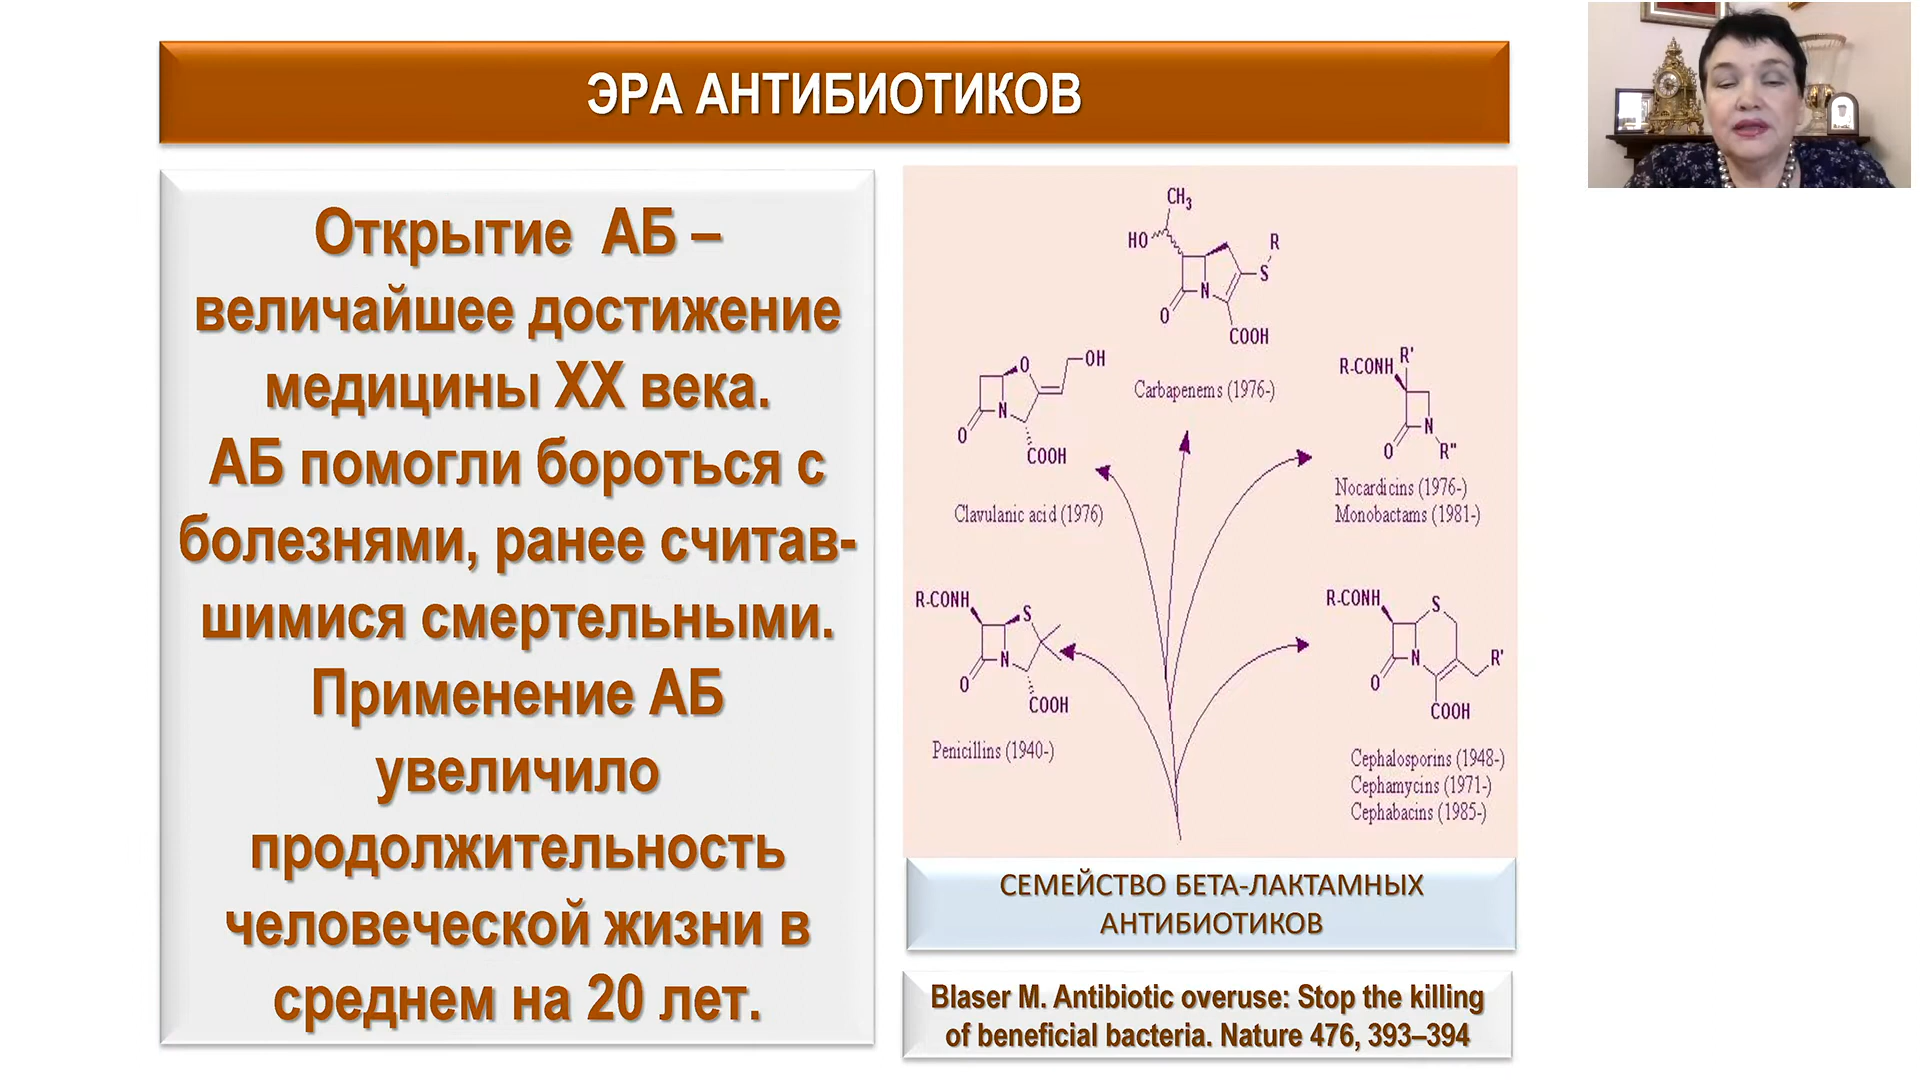 ЭРА АНТИБИОТИКОВ
Открытие АБ –
величайшее достижение
медицины XX века.
АБ помогли бороться с
болезнями, ранее считав-
шимися смертельными.
Применение АБ
увеличило
продолжительность
человеческой жизни в
среднем на 20 лет.
CH3
HO
R
S
N
O
COOH
Carbapenems (1976-)
O
OH
N
O
COOH
Clavulanic acid (1976)
R-CONH
R'
N
O
R"
Nocardicins (1976-)
Monobactams (1981-)
R-CONH
S
N
O
COOH
Penicillins (1940-)
R-CONH
S
N
R'
O
COOH
Cephalosporins (1948-)
Cephamycins (1971-)
Cephabacins (1985-)
СЕМЕЙСТВО БЕТА-ЛАКТАМНЫХ
АНТИБИОТИКОВ
Blaser M. Antibiotic overuse: Stop the killing
of beneficial bacteria. Nature 476, 393–394